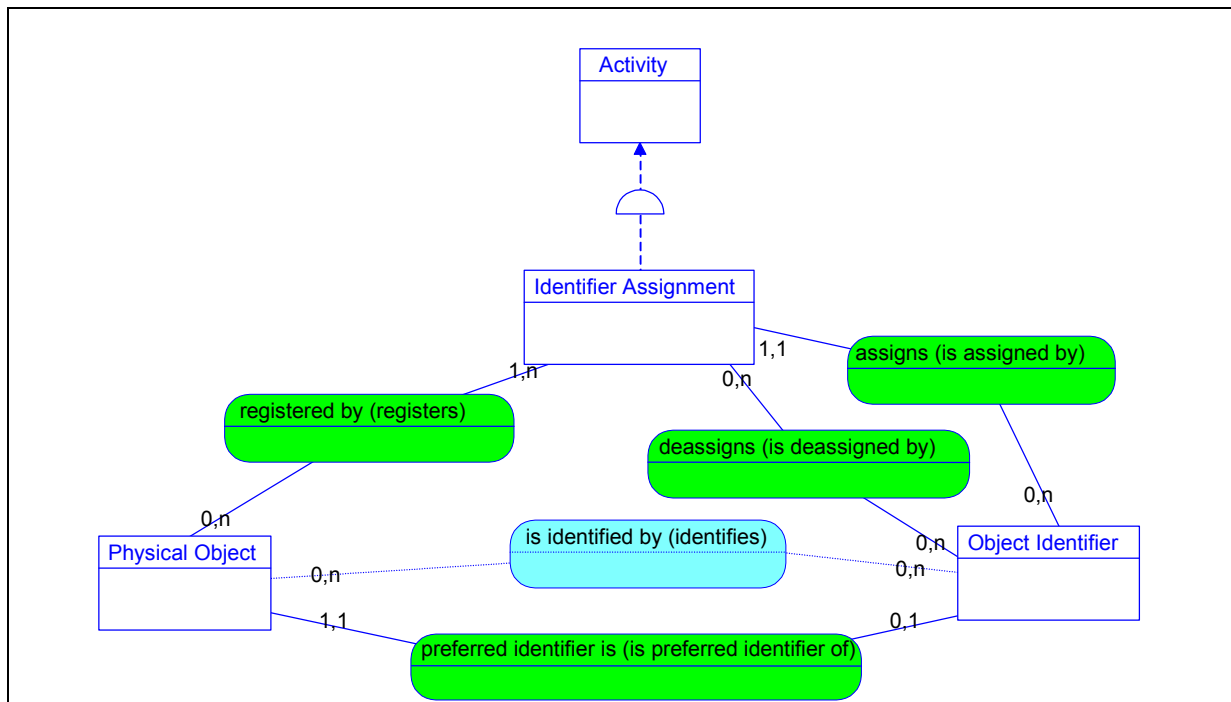 Activity
Identifier Assignment
1,1
assigns (is assigned by)
1,n
0,n
registered by (registers)
deassigns (is deassigned by)
0,n
0,n
Physical Object
is identified by (identifies)
0,n
Object Identifier
0,n
0,n
1,1
0,1
preferred identifier is (is preferred identifier of)